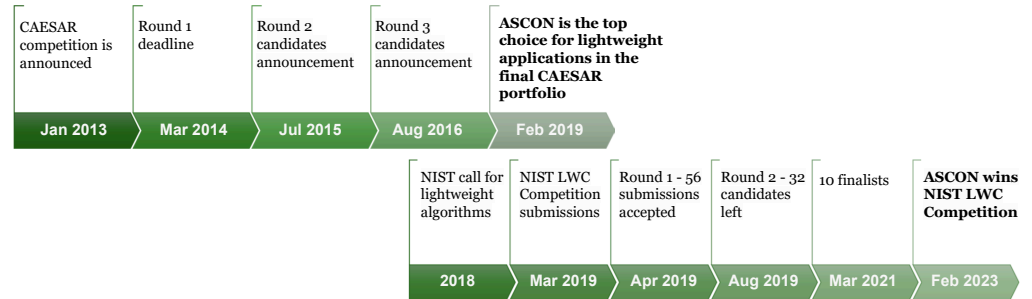 CAESAR
competition is
announced
Round 1
deadline
Round 2
candidates
announcement
Round 3
candidates
announcement
ASCON is the top
choice for lightweight
applications in the
final CAESAR
portfolio
Jan 2013
Mar 2014
Jul 2015
Aug 2016
Feb 2019
NIST call for
lightweight
algorithms
NIST LWC
Competition
submissions
Round 1 - 56
submissions
accepted
Round 2 - 32
candidates
left
10 finalists
ASCON wins
NIST LWC
Competition
2018
Mar 2019
Apr 2019
Aug 2019
Mar 2021
Feb 2023